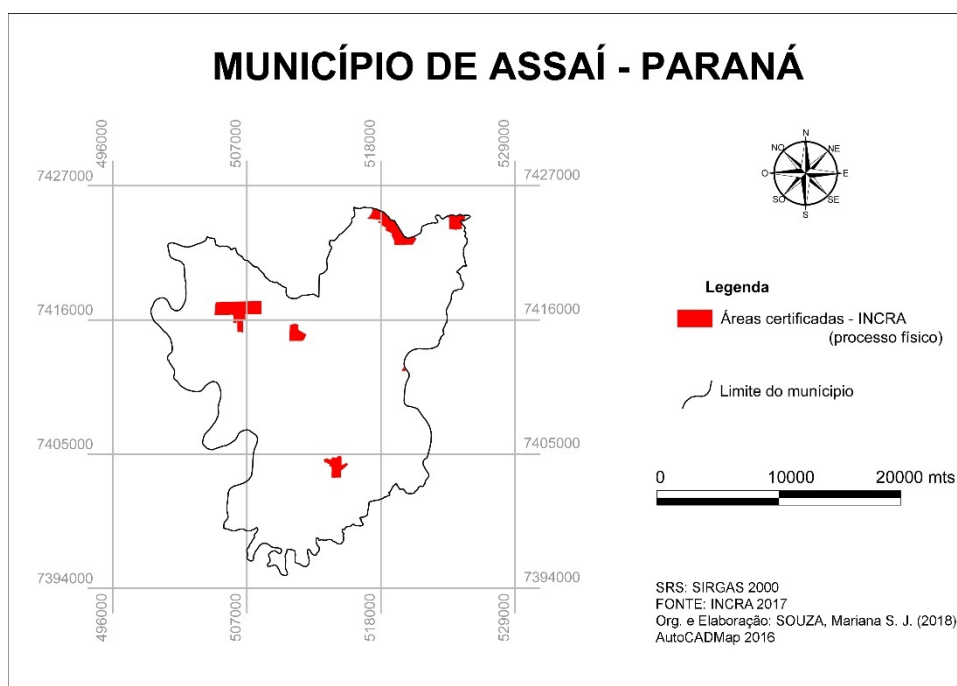 MUNICÍPIO DE ASSAÍ - PARANÁ
496000
507000
518000
529000
7427000
7427000
N
NO
NE
O
E
SO
SE
S
Legenda
Áreas certificadas - INCRA
(processo físico)
7416000
7416000
Limite do munícipio
7405000
7405000
0
10000
20000 mts
7394000
7394000
SRS: SIRGAS 2000
FONTE: INCRA 2017
Org. e Elaboração: SOUZA, Mariana S. J. (2018)
AutoCADMap 2016
496000
507000
518000
529000